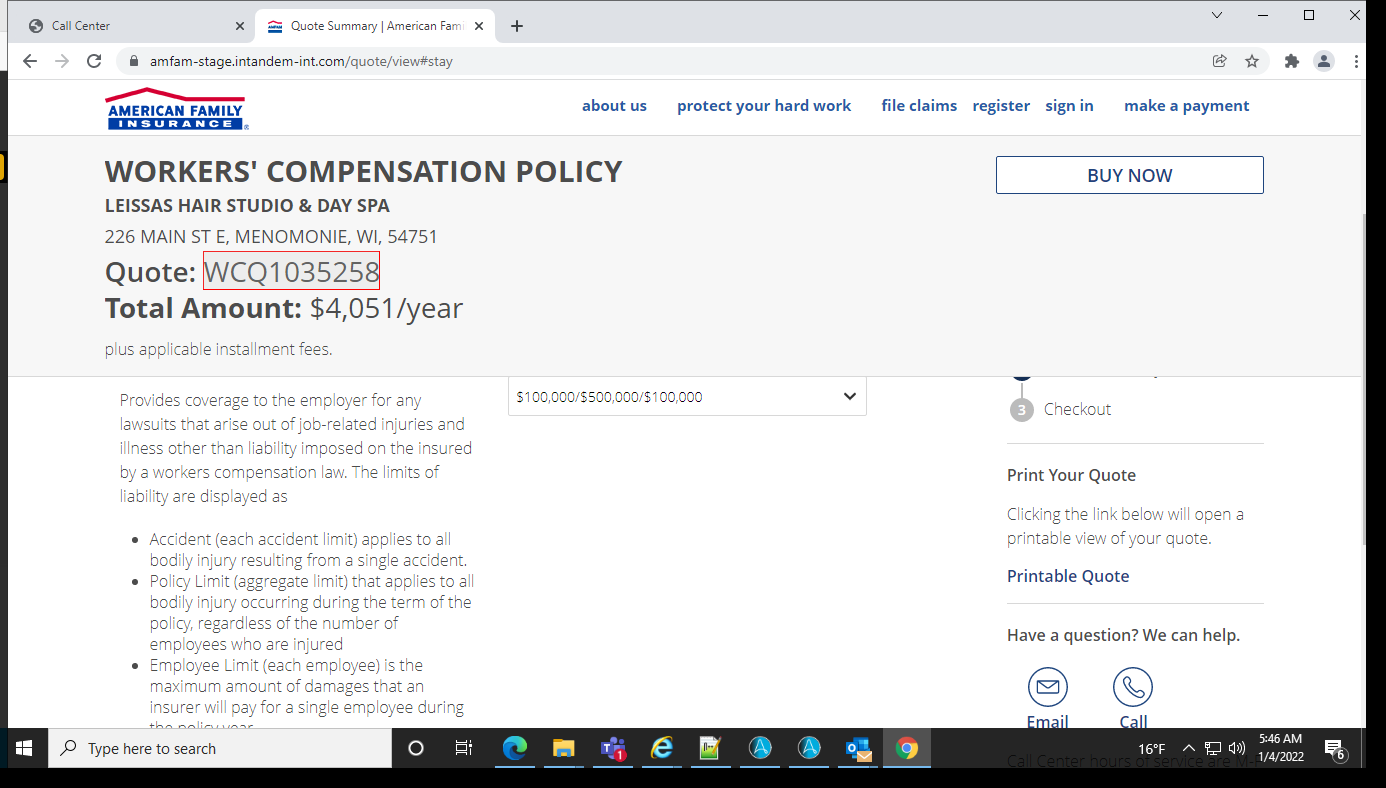 Call Center
Quote Summary | American Fami
amfam-stage.intandem-int.com/quote/view#stay
AMERICAN FAMILY
INSURANCE ®
about us protect your hard work file claims register sign in make a payment
WORKERS' COMPENSATION POLICY
BUY NOW
LEISSAS HAIR STUDIO & DAY SPA
226 MAIN ST E, MENOMONIE, WI, 54751
Quote: WCQ1035258
Total Amount: $4,051/year
plus applicable installment fees.
Provides coverage to the employer for any
lawsuits that arise out of job-related injuries and
illness other than liability imposed on the insured
by a workers compensation law. The limits of
liability are displayed as
• Accident (each accident limit) applies to all
bodily injury resulting from a single accident.
• Policy Limit (aggregate limit) that applies to all
bodily injury occurring during the term of the
policy, regardless of the number of
employees who are injured
• Employee Limit (each employee) is the
maximum amount of damages that an
insurer will pay for a single employee during
the policy year
$100,000/$500,000/$100,000
3 Checkout
Print Your Quote
Clicking the link below will open a
printable view of your quote.
Printable Quote
Have a question? We can help.
Email Call
Call Center hours of service are M-F
Type here to search
1
16°F
5:46 AM
1/4/2022
6